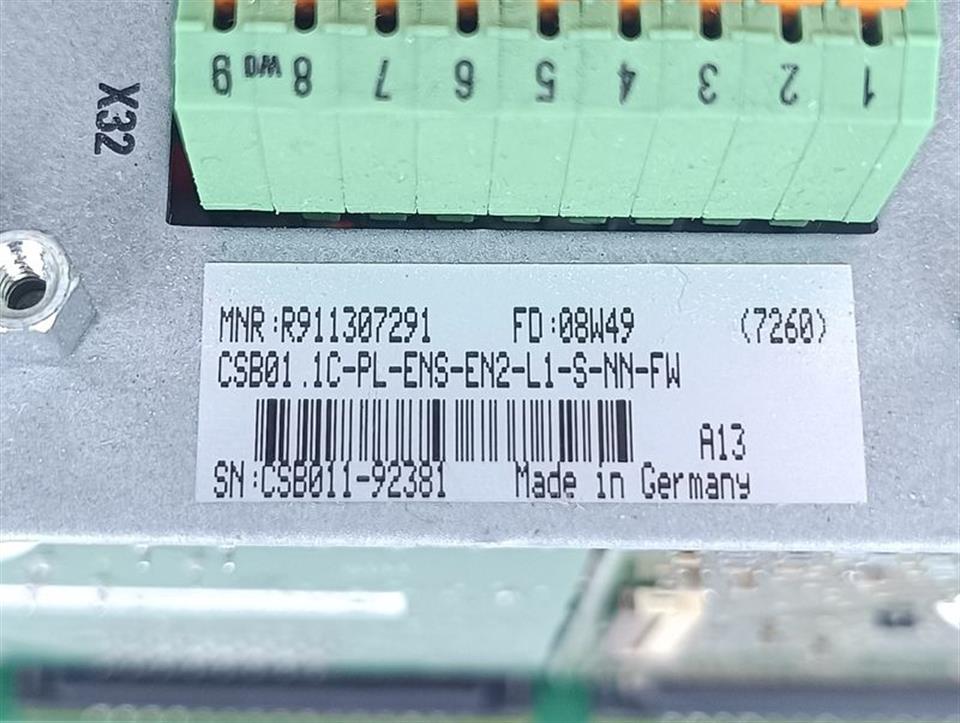 9 wa 8 7 6 5 4 3 2 1
X32
MNR:R911307291 FD:08W49 (7260)
CSB01.1C-PL-ENS-EN2-L1-S-NN-FW
A13
SN:CSB011-92381 Made in Germany